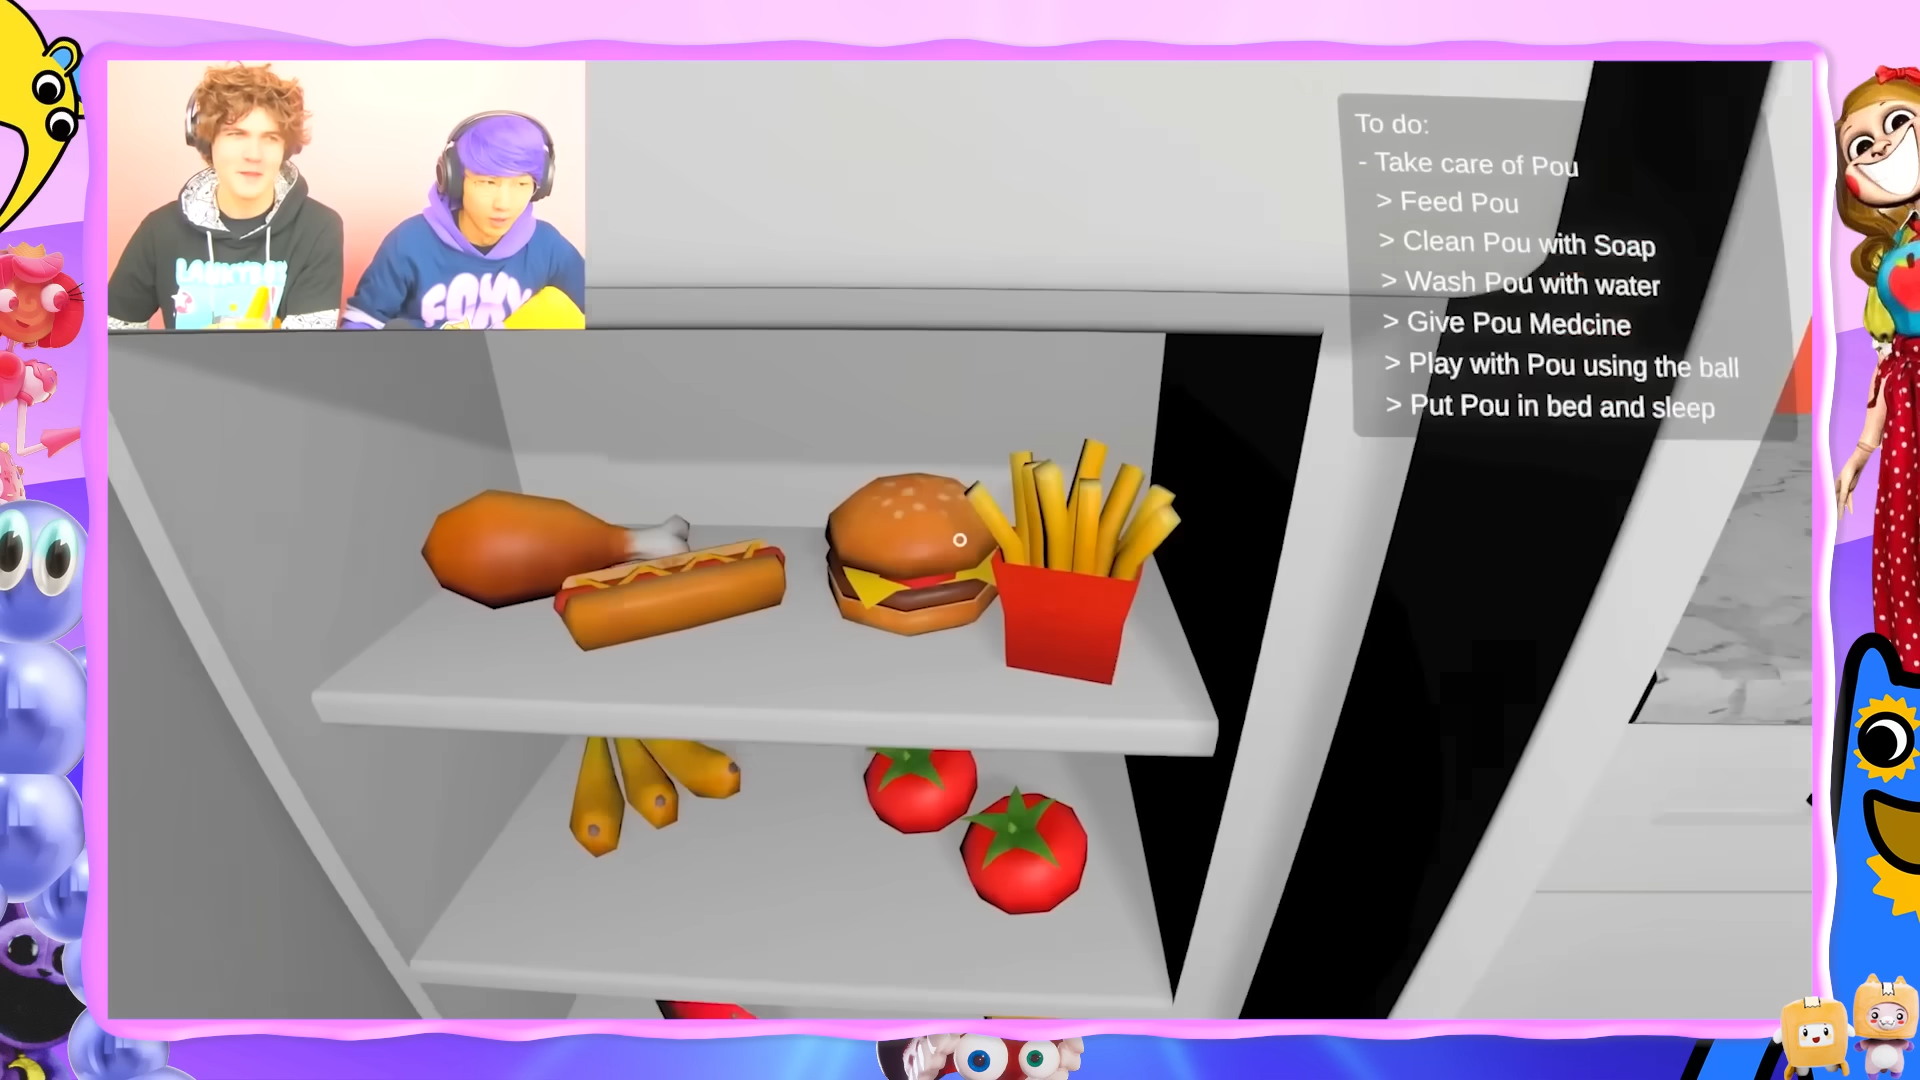 To do:
- Take care of Pou
> Feed Pou
> Clean Pou with Soap
> Wash Pou with water
> Give Pou Medcine
> Play with Pou using the ball
> Put Pou in bed and sleep
FOXY